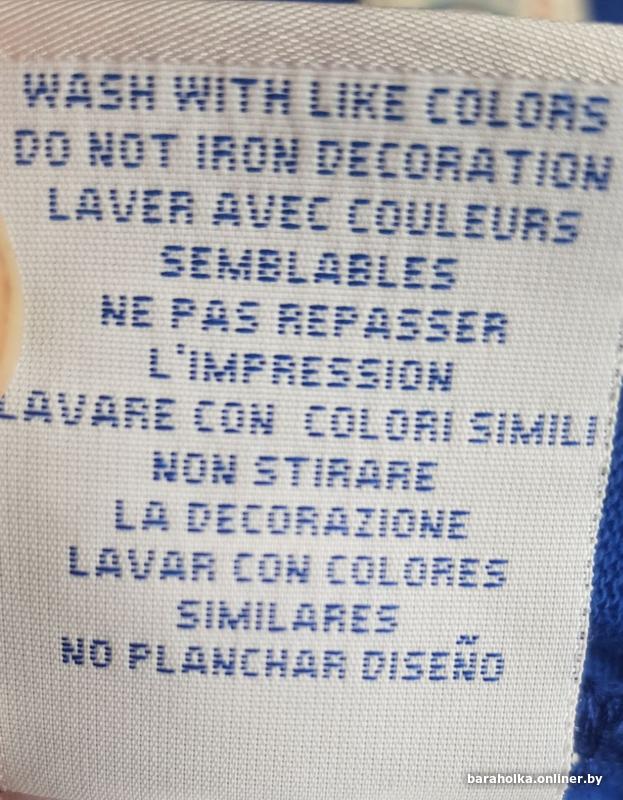 WASH WITH LIKE COLORS
DO NOT IRON DECORATION
LAVER AVEC COULEURS
SEMBLABLES
NE PAS REPASSER
L'IMPRESSION
LAVARE CON COLORI SIMILI
NON STIRARE
LA DECORAZIONE
LAVAR CON COLORES
SIMILARES
NO PLANCHAR DISEÑO
baraholka.onliner.by